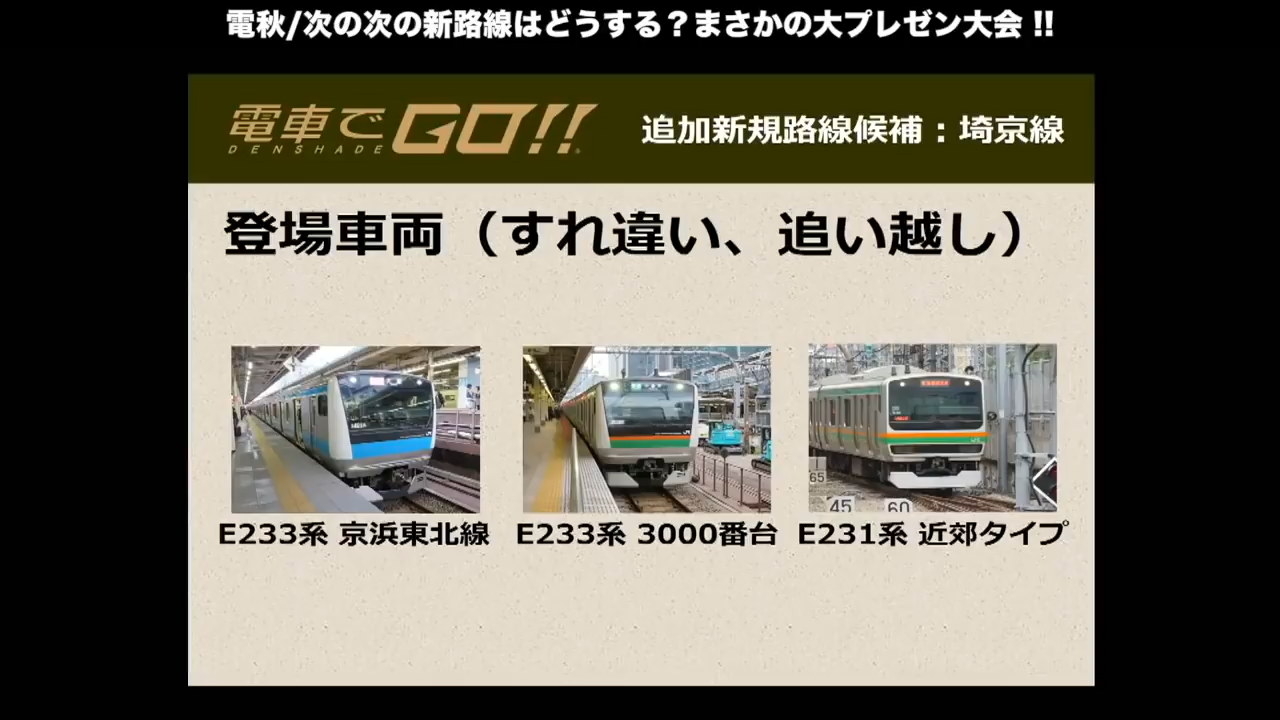 電秋/次の次の新路線はどうする？まさかの大プレゼン大会 !!
電車でGO!!
DENSHADE
追加新規路線候補：埼京線
登場車両（すれ違い、追い越し）
65
45
60
E233系 京浜東北線
E233系 3000番台
E231系 近郊タイプ